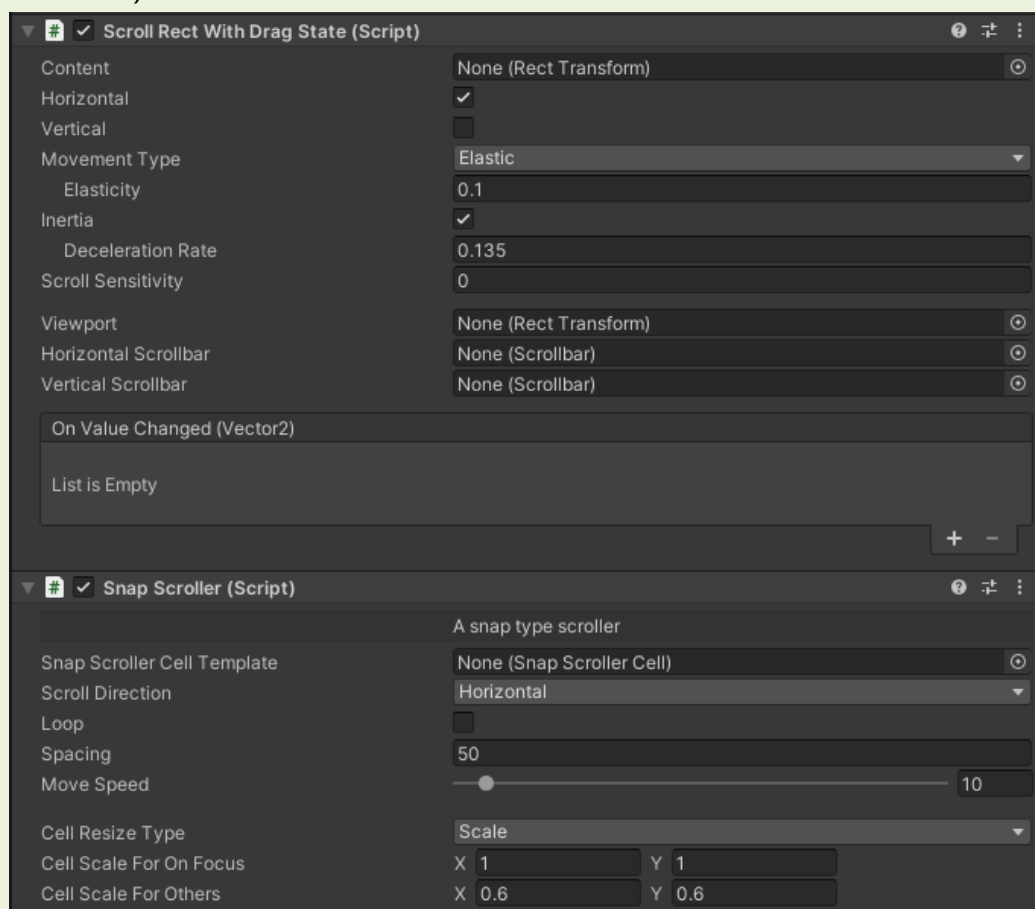 # Scroll Rect With Drag State (Script)
Content None (Rect Transform)
Horizontal
Vertical
Movement Type Elastic
Elasticity 0.1
Inertia
Deceleration Rate 0.135
Scroll Sensitivity 0
Viewport None (Rect Transform)
Horizontal Scrollbar None (Scrollbar)
Vertical Scrollbar None (Scrollbar)
On Value Changed (Vector2)
List is Empty
+ −
# Snap Scroller (Script)
A snap type scroller
Snap Scroller Cell Template None (Snap Scroller Cell)
Scroll Direction Horizontal
Loop
Spacing 50
Move Speed 10
Cell Resize Type Scale
Cell Scale For On Focus X 1 Y 1
Cell Scale For Others X 0.6 Y 0.6